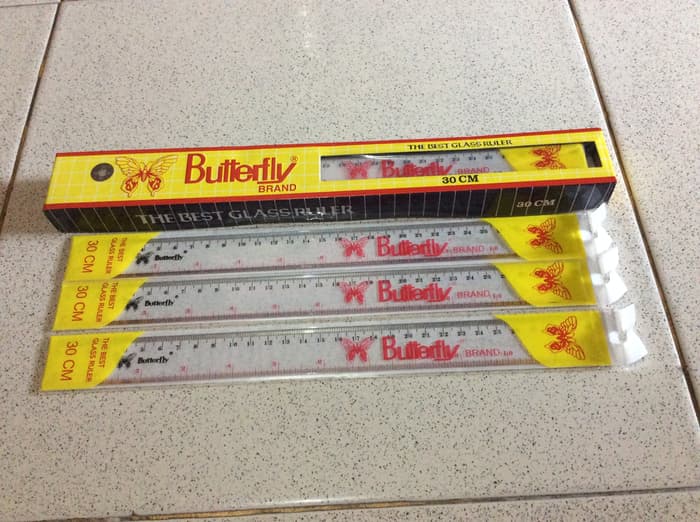 Butterfly®
BRAND
THE BEST GLASS RULER
Butterfly BRAND
30 CM
THE BEST GLASS RULER
30 CM
30 CM
THE BEST
GLASS RULER
Butterfly
Butterfly BRAND
30 CM
THE BEST
GLASS RULER
Butterfly
Butterfly BRAND
30 CM
THE BEST
GLASS RULER
Butterfly
Butterfly BRAND